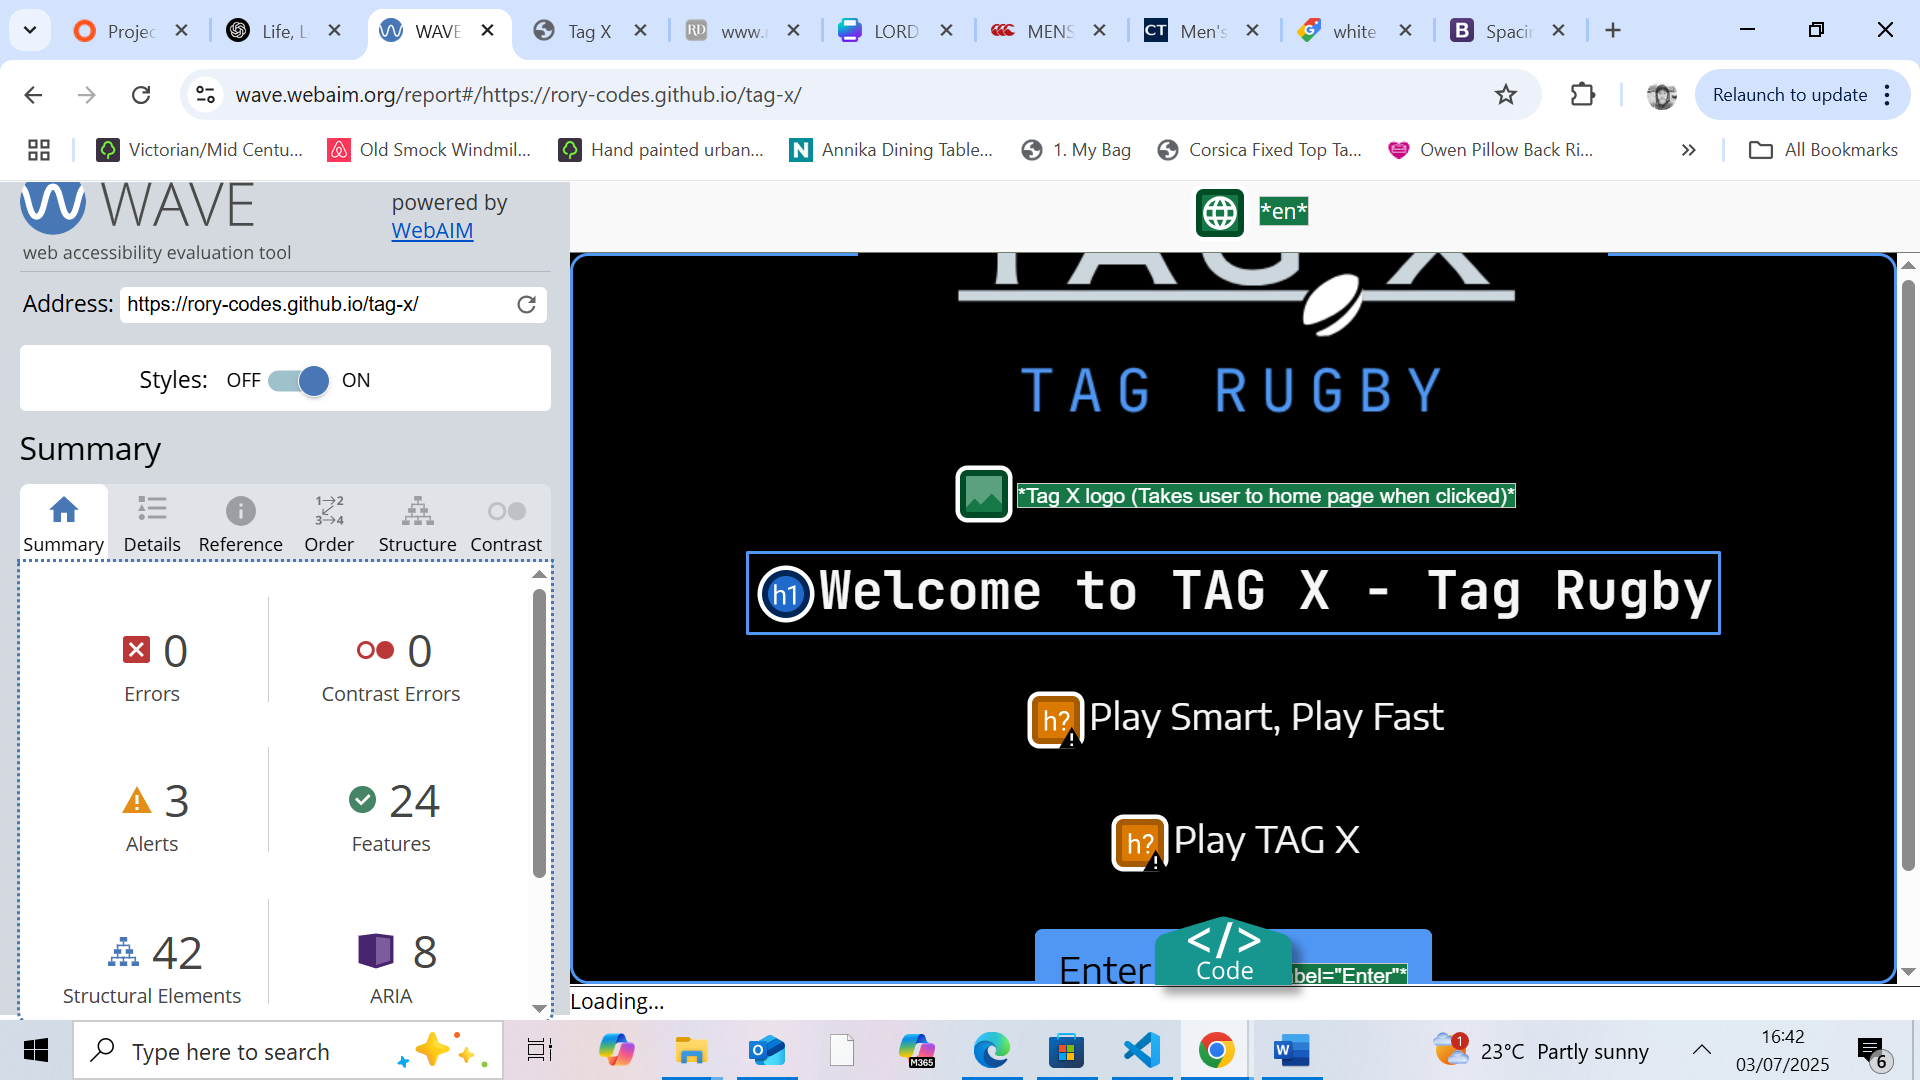 Projec
Life, L
WAVE
Tag X
www.r
LORD
MENS
CT Men's
white
B Spaci
wave.webaim.org/report#/https://rory-codes.github.io/tag-x/
Relaunch to update
Victorian/Mid Centu...
Old Smock Windmil...
Hand painted urban...
N Annika Dining Table...
1. My Bag
Corsica Fixed Top Ta...
Owen Pillow Back Ri...
All Bookmarks
WAVE
powered by
WebAIM
web accessibility evaluation tool
Address: https://rory-codes.github.io/tag-x/
Styles: OFF ON
Summary
Summary Details Reference Order Structure Contrast
0 Errors
0 Contrast Errors
3 Alerts
24 Features
42 Structural Elements
8 ARIA
*en*
TAG X
TAG RUGBY
*Tag X logo (Takes user to home page when clicked)*
h1 Welcome to TAG X - Tag Rugby
h? Play Smart, Play Fast
h? Play TAG X
Enter
bel="Enter"*
</> Code
Loading...
Type here to search
M365
1
23°C Partly sunny
16:42
03/07/2025
6